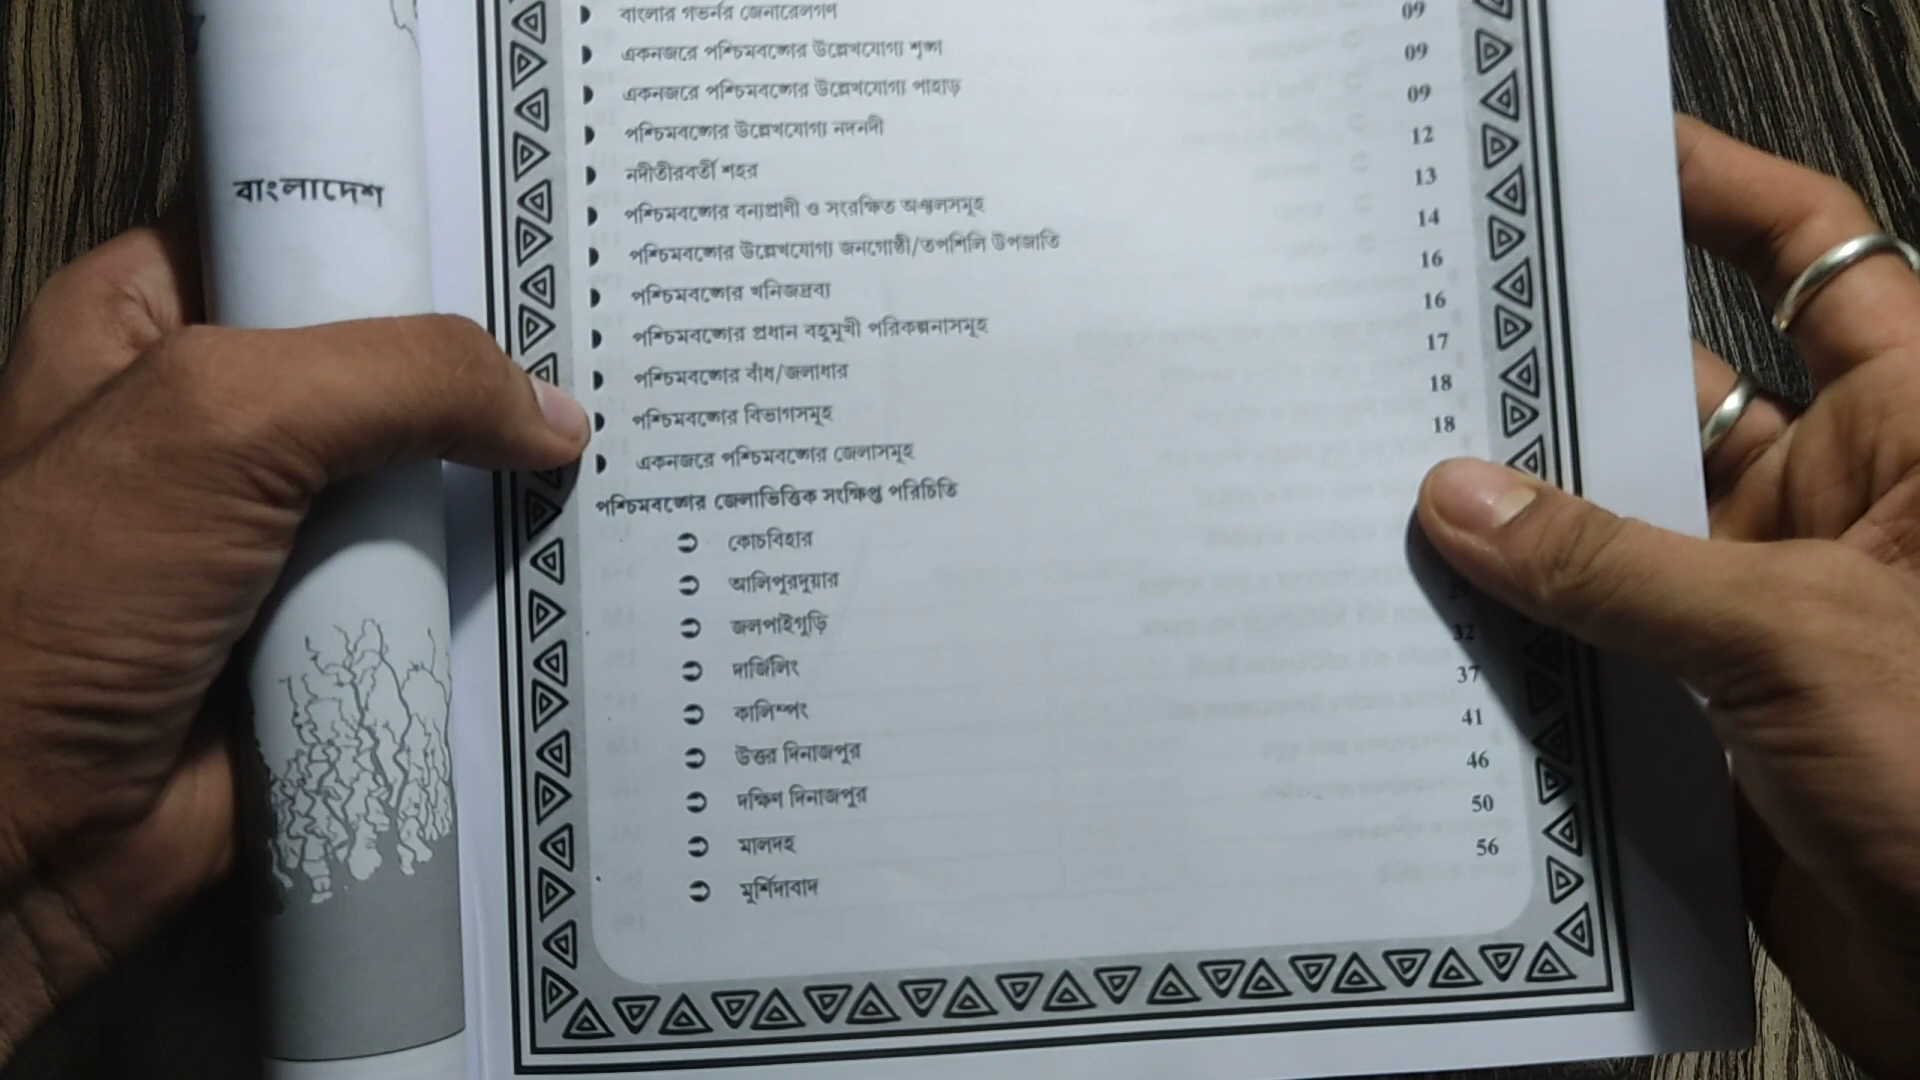 বাংলাদেশ
বাংলার গভর্নর জেনারেলগণ 09
একনজরে পশ্চিমবঙ্গের উল্লেখযোগ্য শৃঙ্গ 09
একনজরে পশ্চিমবঙ্গের উল্লেখযোগ্য পাহাড় 09
পশ্চিমবঙ্গের উল্লেখযোগ্য নদনদী 12
নদীতীরবর্তী শহর 13
পশ্চিমবঙ্গের বন্যপ্রাণী ও সংরক্ষিত অঞ্চলসমূহ 14
পশ্চিমবঙ্গের উল্লেখযোগ্য জনগোষ্ঠী/তপশিলি উপজাতি 16
পশ্চিমবঙ্গের খনিজদ্রব্য 16
পশ্চিমবঙ্গের প্রধান বহুমুখী পরিকল্পনাসমূহ 17
পশ্চিমবঙ্গের বাঁধ/জলাধার 18
পশ্চিমবঙ্গের বিভাগসমূহ 18
একনজরে পশ্চিমবঙ্গের জেলাসমূহ
পশ্চিমবঙ্গের জেলাভিত্তিক সংক্ষিপ্ত পরিচিতি
কোচবিহার
আলিপুরদুয়ার
জলপাইগুড়ি 32
দার্জিলিং 37
কালিম্পং 41
উত্তর দিনাজপুর 46
দক্ষিণ দিনাজপুর 50
মালদহ 56
মুর্শিদাবাদ